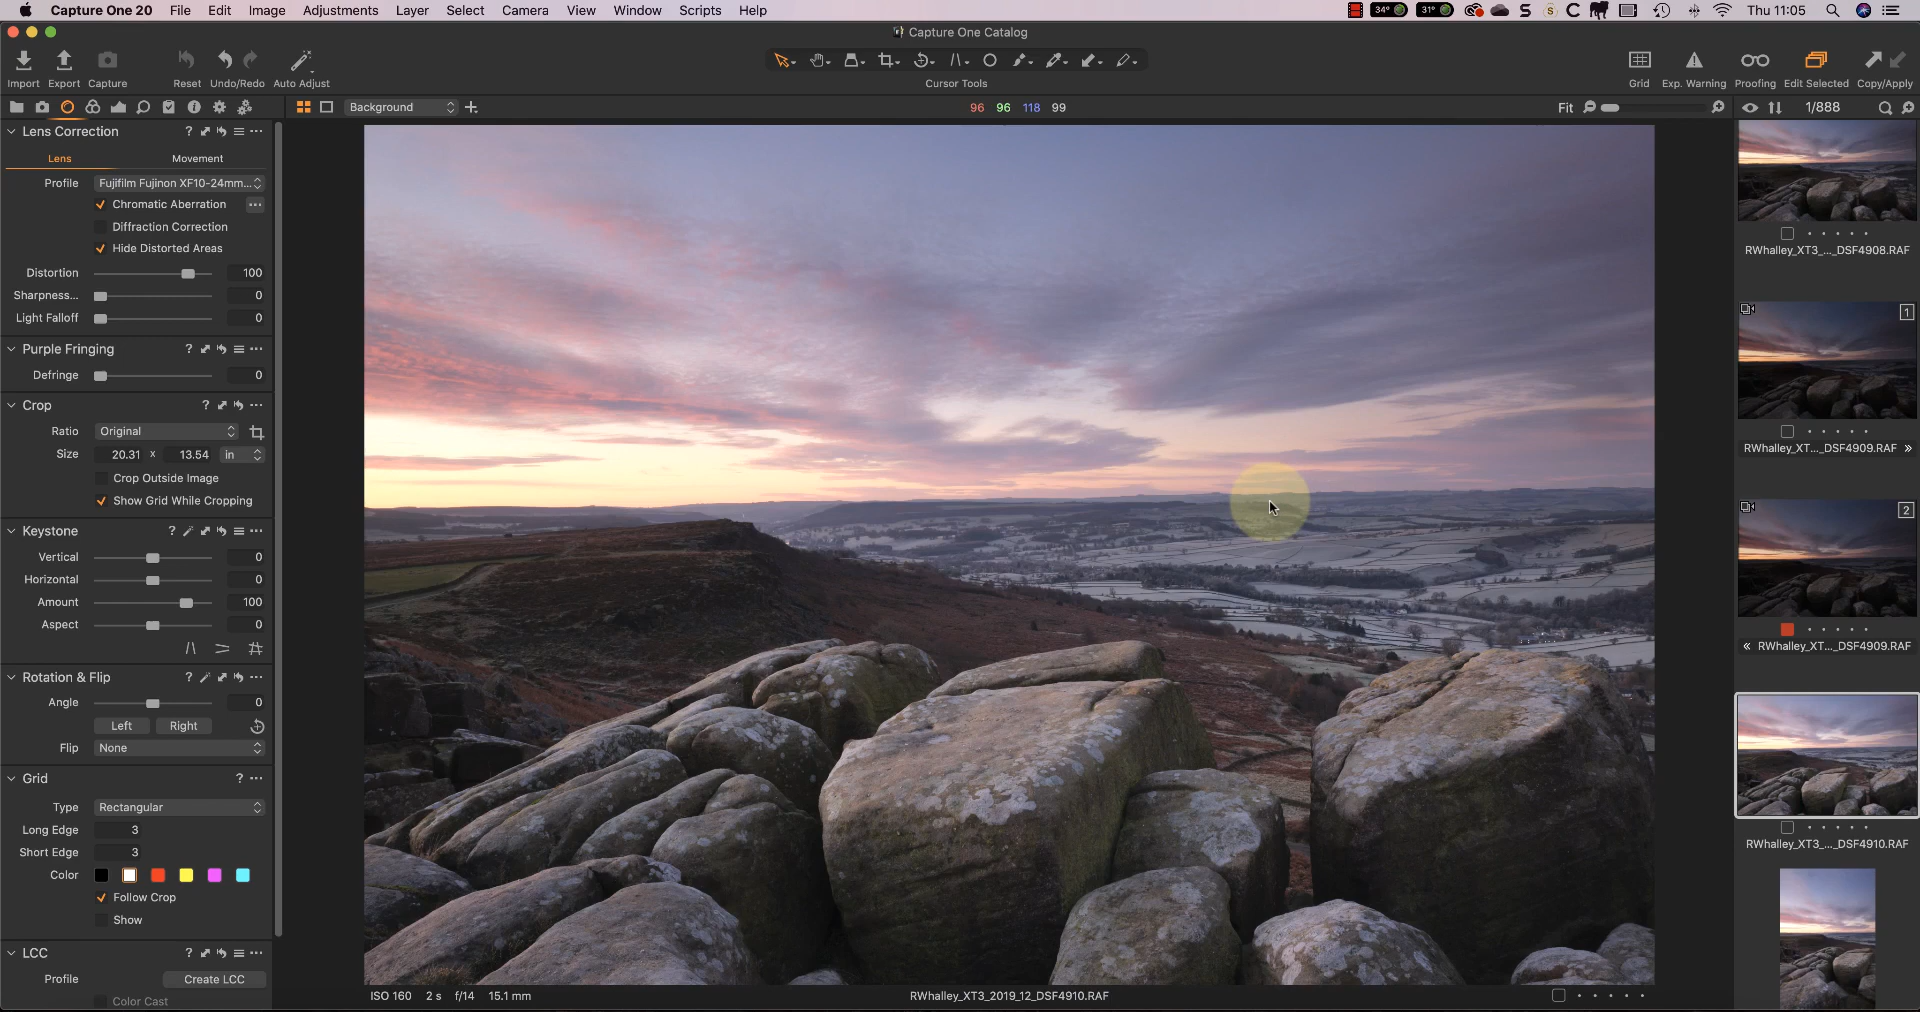 Capture One 20 File Edit Image Adjustments Layer Select Camera View Window Scripts Help 34° 31° Thu 11:05
Capture One Catalog
Import Export Capture Reset Undo/Redo Auto Adjust Cursor Tools Grid Exp. Warning Proofing Edit Selected Copy/Apply
Background 96 96 118 99 Fit 1/888
Lens Correction
Lens Movement
Profile Fujifilm Fujinon XF10-24mm...
Chromatic Aberration
Diffraction Correction
Hide Distorted Areas
Distortion 100
Sharpness... 0
Light Falloff 0
Purple Fringing
Defringe 0
Crop
Ratio Original
Size 20.31 x 13.54 in
Crop Outside Image
Show Grid While Cropping
Keystone
Vertical 0
Horizontal 0
Amount 100
Aspect 0
Rotation & Flip
Angle 0
Left Right
Flip None
Grid
Type Rectangular
Long Edge 3
Short Edge 3
Color
Follow Crop
Show
LCC
Profile Create LCC
Color Cast
ISO 160 2 s f/14 15.1 mm
RWhalley_XT3_2019_12_DSF4910.RAF
RWhalley_XT3_..._DSF4908.RAF
1
RWhalley_XT..._DSF4909.RAF »
2
« RWhalley_XT..._DSF4909.RAF
RWhalley_XT3_..._DSF4910.RAF